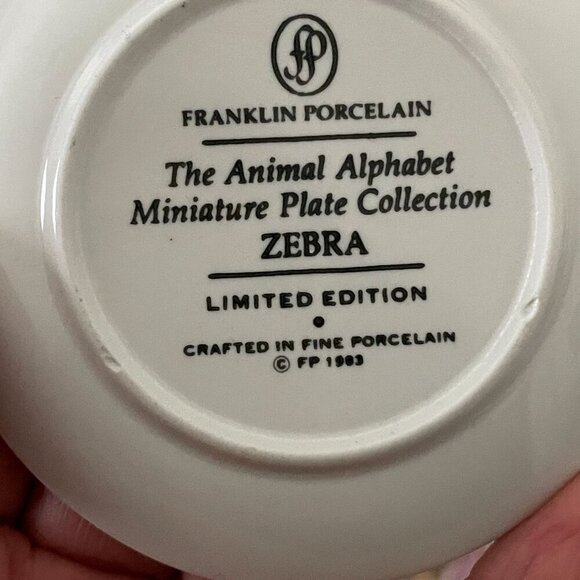 FP
FRANKLIN PORCELAIN
The Animal Alphabet
Miniature Plate Collection
ZEBRA
LIMITED EDITION
•
CRAFTED IN FINE PORCELAIN
© FP 1983